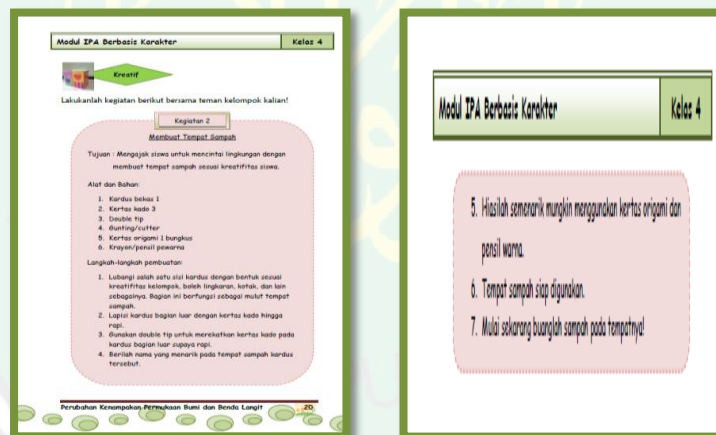 Modul IPA Berbasis Karakter Kelas 4
Kreatif
Lakukanlah kegiatan berikut bersama teman kelompok kalian!
Kegiatan 2
Membuat Tempat Sampah
Tujuan : Mengajak siswa untuk mencintai lingkungan dengan
membuat tempat sampah sesuai kreatifitas siswa.
Alat dan Bahan:
1. Kardus bekas 1
2. Kertas kado 3
3. Double tip
4. Gunting/cutter
5. Kertas origami 1 bungkus
6. Krayon/pensil pewarna
Langkah-langkah pembuatan:
1. Lubangi salah satu sisi kardus dengan bentuk sesuai
kreatifitas kelompok, boleh lingkaran, kotak, dan lain
sebagainya. Bagian ini berfungsi sebagai mulut tempat
sampah.
2. Lapisi kardus bagian luar dengan kertas kado hingga
rapi.
3. Gunakan double tip untuk merekatkan kertas kado pada
kardus bagian luar supaya rapi.
4. Berilah nama yang menarik pada tempat sampah kardus
tersebut.
Perubahan Kenampakan Permukaan Bumi dan Benda Langit 20
Modul IPA Berbasis Karakter Kelas 4
5. Hiasilah semenarik mungkin menggunakan kertas origami dan
pensil warna.
6. Tempat sampah siap digunakan.
7. Mulai sekarang buanglah sampah pada tempatnya!